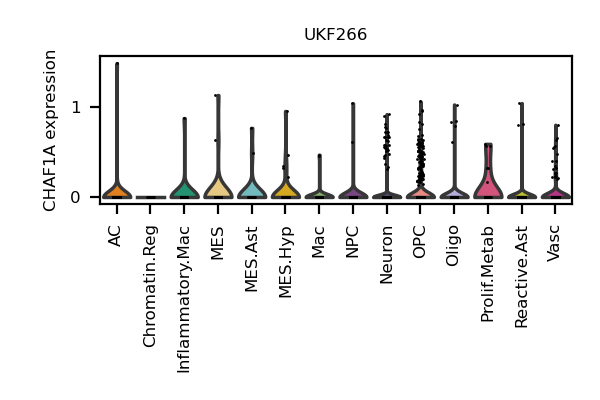 UKF266
CHAF1A expression
1
0
AC
Chromatin.Reg
Inflammatory.Mac
MES
MES.Ast
MES.Hyp
Mac
NPC
Neuron
OPC
Oligo
Prolif.Metab
Reactive.Ast
Vasc